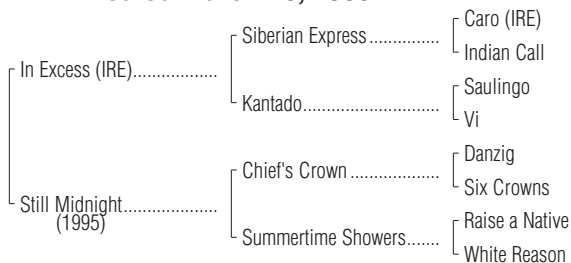 Siberian Express
Caro (IRE)
Indian Call
In Excess (IRE)
Kantado
Saulingo
Vi
Chief's Crown
Danzig
Six Crowns
Still Midnight
(1995)
Summertime Showers
Raise a Native
White Reason